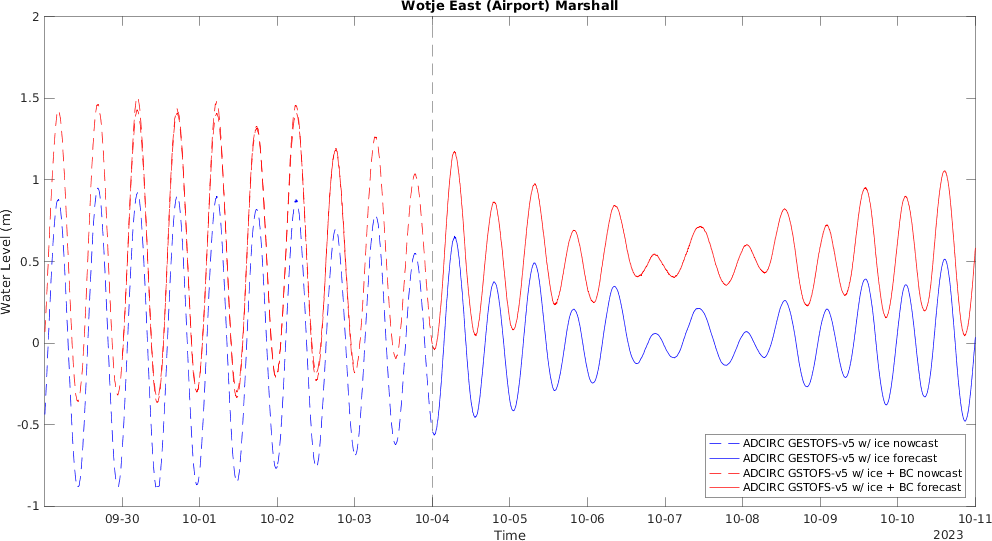 Wotje East (Airport) Marshall
2
1.5
1
0.5
0
-0.5
-1
Water Level (m)
ADCIRC GESTOFS-v5 w/ ice nowcast
ADCIRC GESTOFS-v5 w/ ice forecast
ADCIRC GSTOFS-v5 w/ ice + BC nowcast
ADCIRC GSTOFS-v5 w/ ice + BC forecast
09-30 10-01 10-02 10-03 10-04 10-05 10-06 10-07 10-08 10-09 10-10 10-11
Time
2023